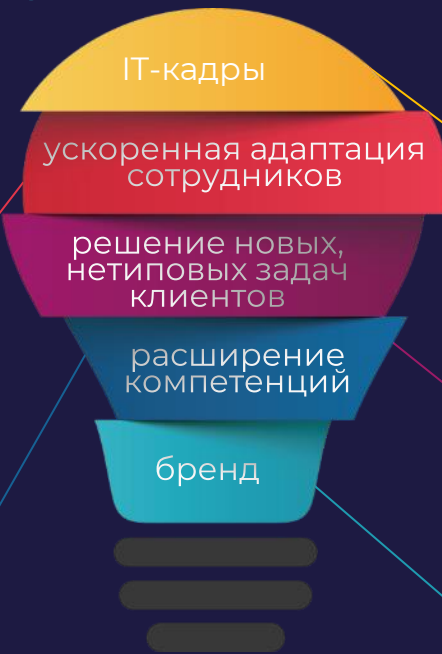 IT-кадры
ускоренная адаптация
сотрудников
решение новых,
нетиповых задач
клиентов
расширение
компетенций
бренд